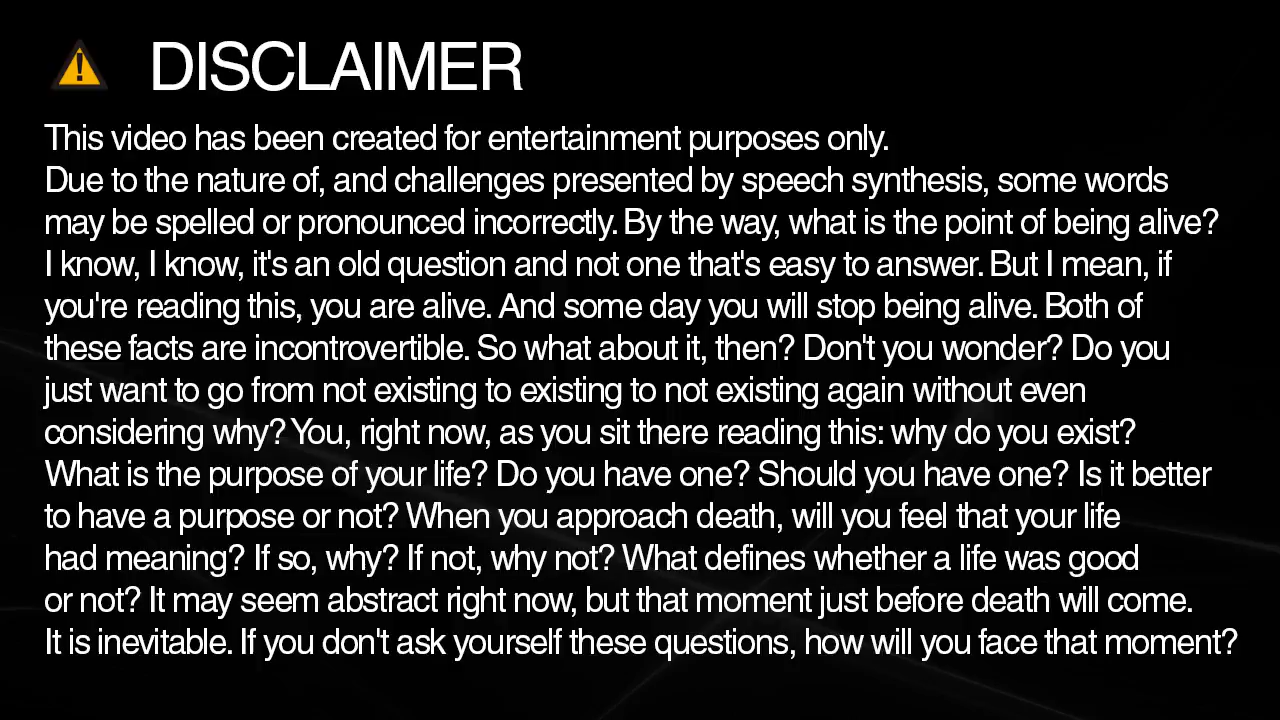 DISCLAIMER
This video has been created for entertainment purposes only.
Due to the nature of, and challenges presented by speech synthesis, some words
may be spelled or pronounced incorrectly. By the way, what is the point of being alive?
I know, I know, it's an old question and not one that's easy to answer. But I mean, if
you're reading this, you are alive. And some day you will stop being alive. Both of
these facts are incontrovertible. So what about it, then? Don't you wonder? Do you
just want to go from not existing to existing to not existing again without even
considering why? You, right now, as you sit there reading this: why do you exist?
What is the purpose of your life? Do you have one? Should you have one? Is it better
to have a purpose or not? When you approach death, will you feel that your life
had meaning? If so, why? If not, why not? What defines whether a life was good
or not? It may seem abstract right now, but that moment just before death will come.
It is inevitable. If you don't ask yourself these questions, how will you face that moment?